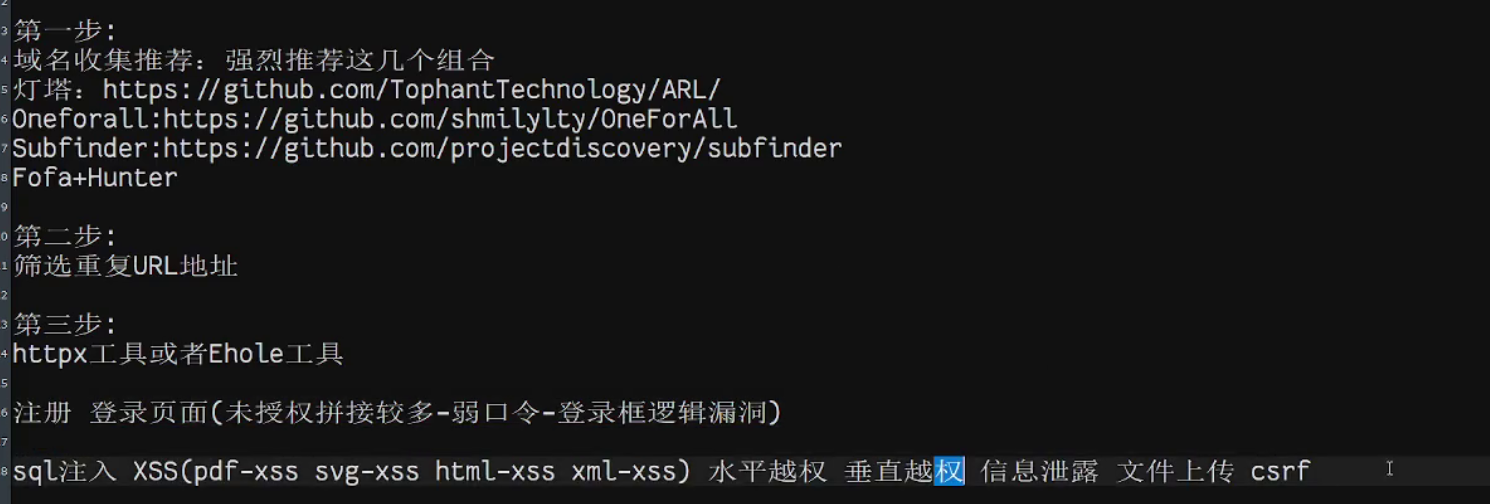 第一步:
域名收集推荐：强烈推荐这几个组合
灯塔：https://github.com/TophantTechnology/ARL/
Oneforall:https://github.com/shmilylty/OneForAll
Subfinder:https://github.com/projectdiscovery/subfinder
Fofa+Hunter
第二步:
筛选重复URL地址
第三步:
httpx工具或者Ehole工具
注册 登录页面(未授权拼接较多-弱口令-登录框逻辑漏洞)
sql注入 XSS(pdf-xss svg-xss html-xss xml-xss) 水平越权 垂直越权 信息泄露 文件上传 csrf